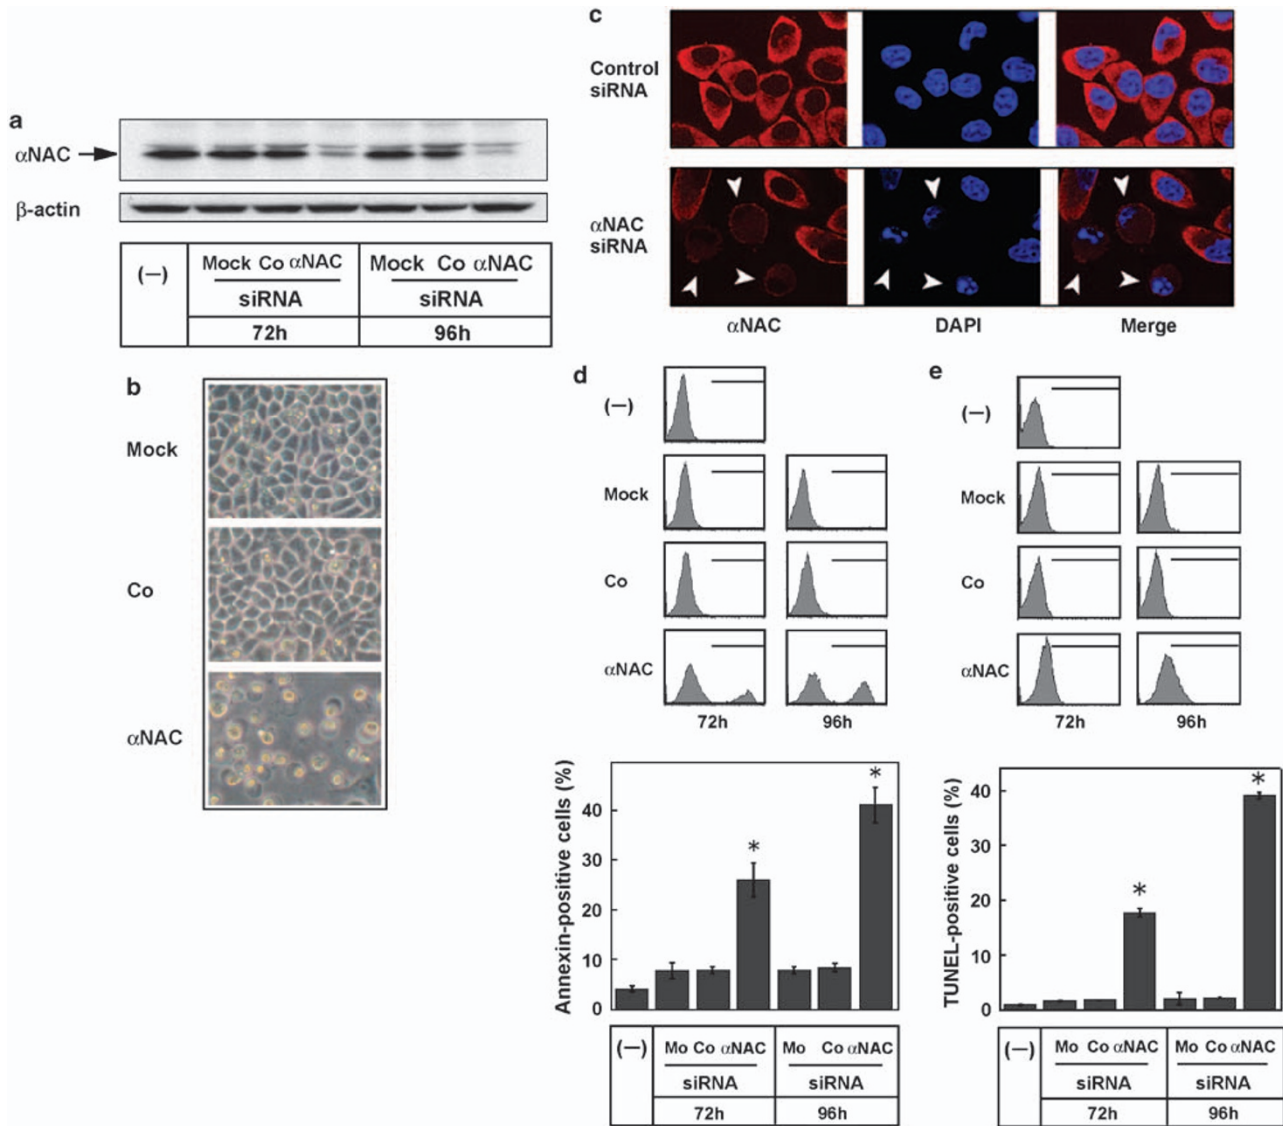 a
αNAC
β-actin
(–) Mock Co αNAC Mock Co αNAC
siRNA siRNA
72h 96h
b
Mock
Co
αNAC
c
Control
siRNA
αNAC
siRNA
αNAC DAPI Merge
d
(–)
Mock
Co
αNAC
72h 96h
Annexin-positive cells (%)
40
30
20
10
0
* *
(–) Mo Co αNAC Mo Co αNAC
siRNA siRNA
72h 96h
e
(–)
Mock
Co
αNAC
72h 96h
TUNEL-positive cells (%)
40
30
20
10
0
* *
(–) Mo Co αNAC Mo Co αNAC
siRNA siRNA
72h 96h